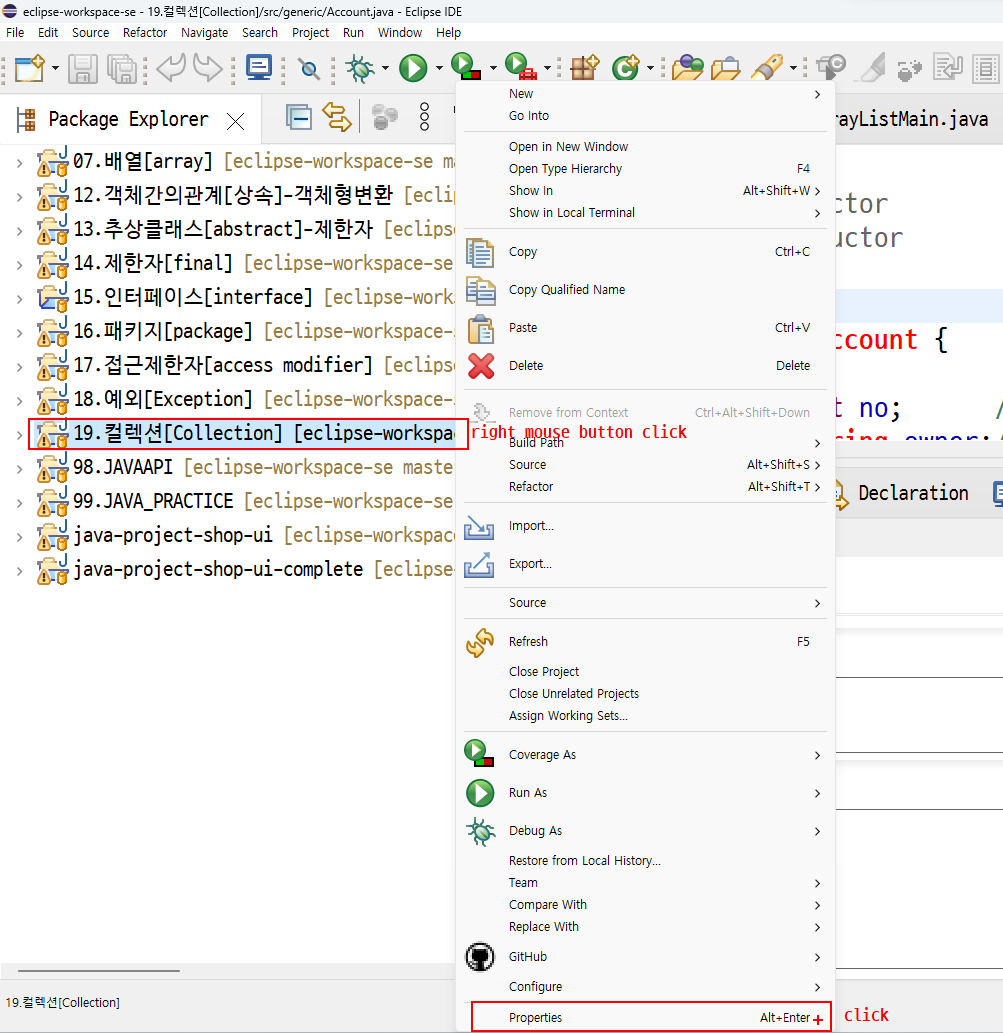 eclipse-workspace-se - 19.컬렉션[Collection]/src/generic/Account.java - Eclipse IDE
File Edit Source Refactor Navigate Search Project Run Window Help
Package Explorer
07.배열[array] [eclipse-workspace-se ma
12.객체간의관계[상속]-객체형변환 [ecli
13.추상클래스[abstract]-제한자 [eclips
14.제한자[final] [eclipse-workspace-se
15.인터페이스[interface] [eclipse-work
16.패키지[package] [eclipse-workspace-
17.접근제한자[access modifier] [eclips
18.예외[Exception] [eclipse-workspace-
19.컬렉션[Collection] [eclipse-workspa
98.JAVAAPI [eclipse-workspace-se master
99.JAVA_PRACTICE [eclipse-workspace-se
java-project-shop-ui [eclipse-workspac
java-project-shop-ui-complete [eclipse-
19.컬렉션[Collection]
New
Go Into
Open in New Window
Open Type Hierarchy F4
Show In Alt+Shift+W
Show in Local Terminal
Copy Ctrl+C
Copy Qualified Name
Paste Ctrl+V
Delete Delete
Remove from Context Ctrl+Alt+Shift+Down
right mouse button click
Build Path
Source Alt+Shift+S
Refactor Alt+Shift+T
Import...
Export...
Source
Refresh F5
Close Project
Close Unrelated Projects
Assign Working Sets...
Coverage As
Run As
Debug As
Restore from Local History...
Team
Compare With
Replace With
GitHub
Configure
Properties Alt+Enter
click
rayListMain.java
ctor
uctor
ccount {
t no; /
ring owner;/
Declaration